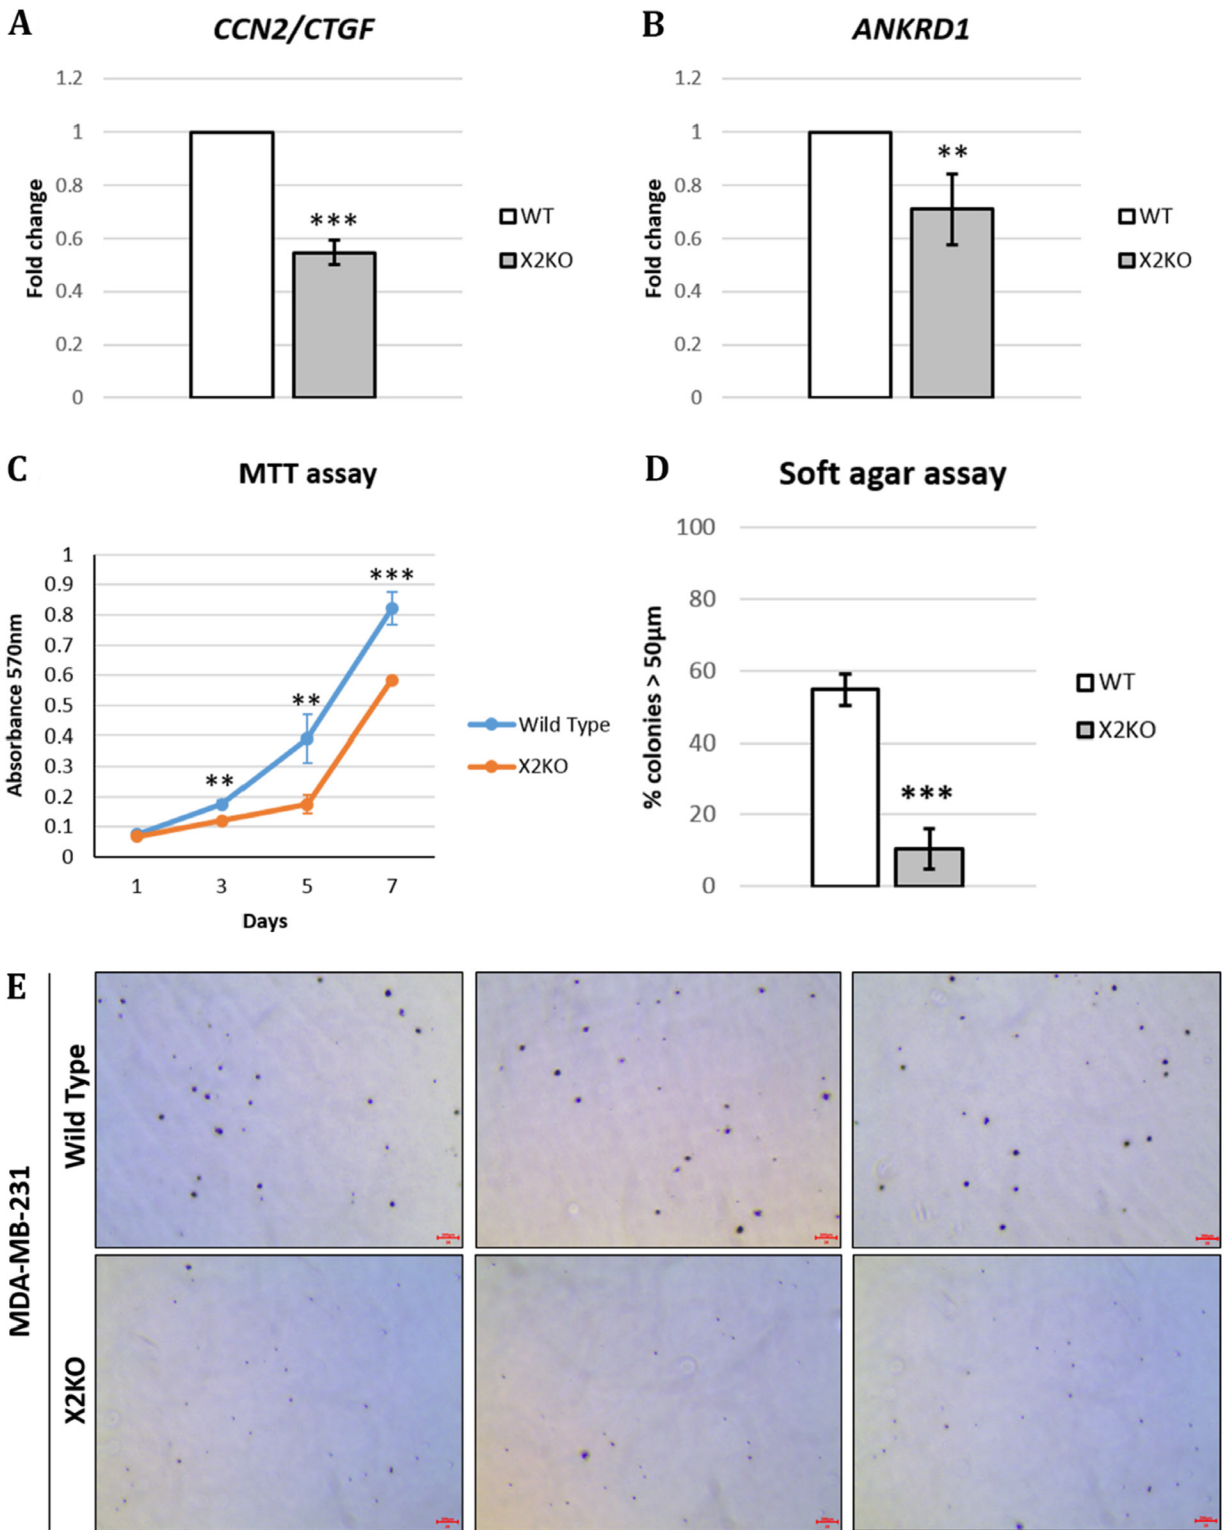 A
CCN2/CTGF
1.2
1
0.8
0.6
0.4
0.2
0
Fold change
***
WT
X2KO
B
ANKRD1
1.2
1
0.8
0.6
0.4
0.2
0
Fold change
**
WT
X2KO
C
MTT assay
1
0.9
0.8
0.7
0.6
0.5
0.4
0.3
0.2
0.1
0
Absorbance 570nm
**
**
***
1 3 5 7
Days
Wild Type
X2KO
D
Soft agar assay
100
80
60
40
20
0
% colonies > 50µm
***
WT
X2KO
E
MDA-MB-231
Wild Type
X2KO